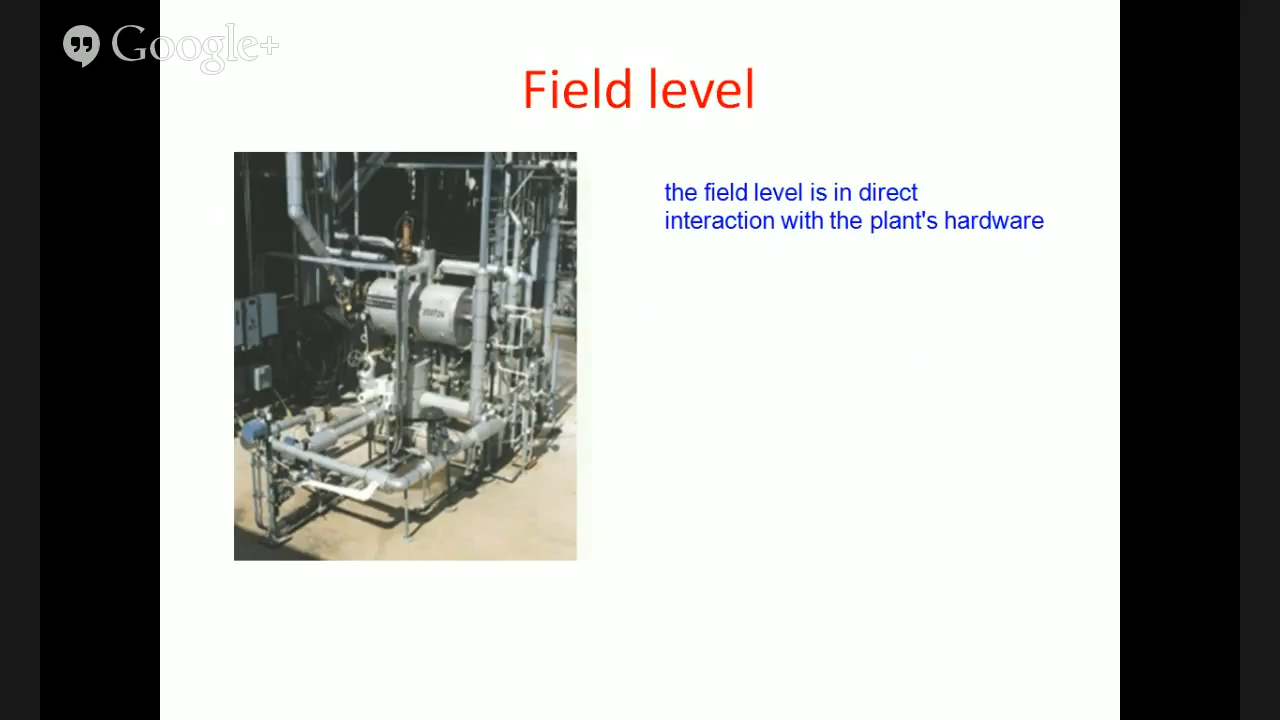 Google+
Field level
the field level is in direct
interaction with the plant's hardware